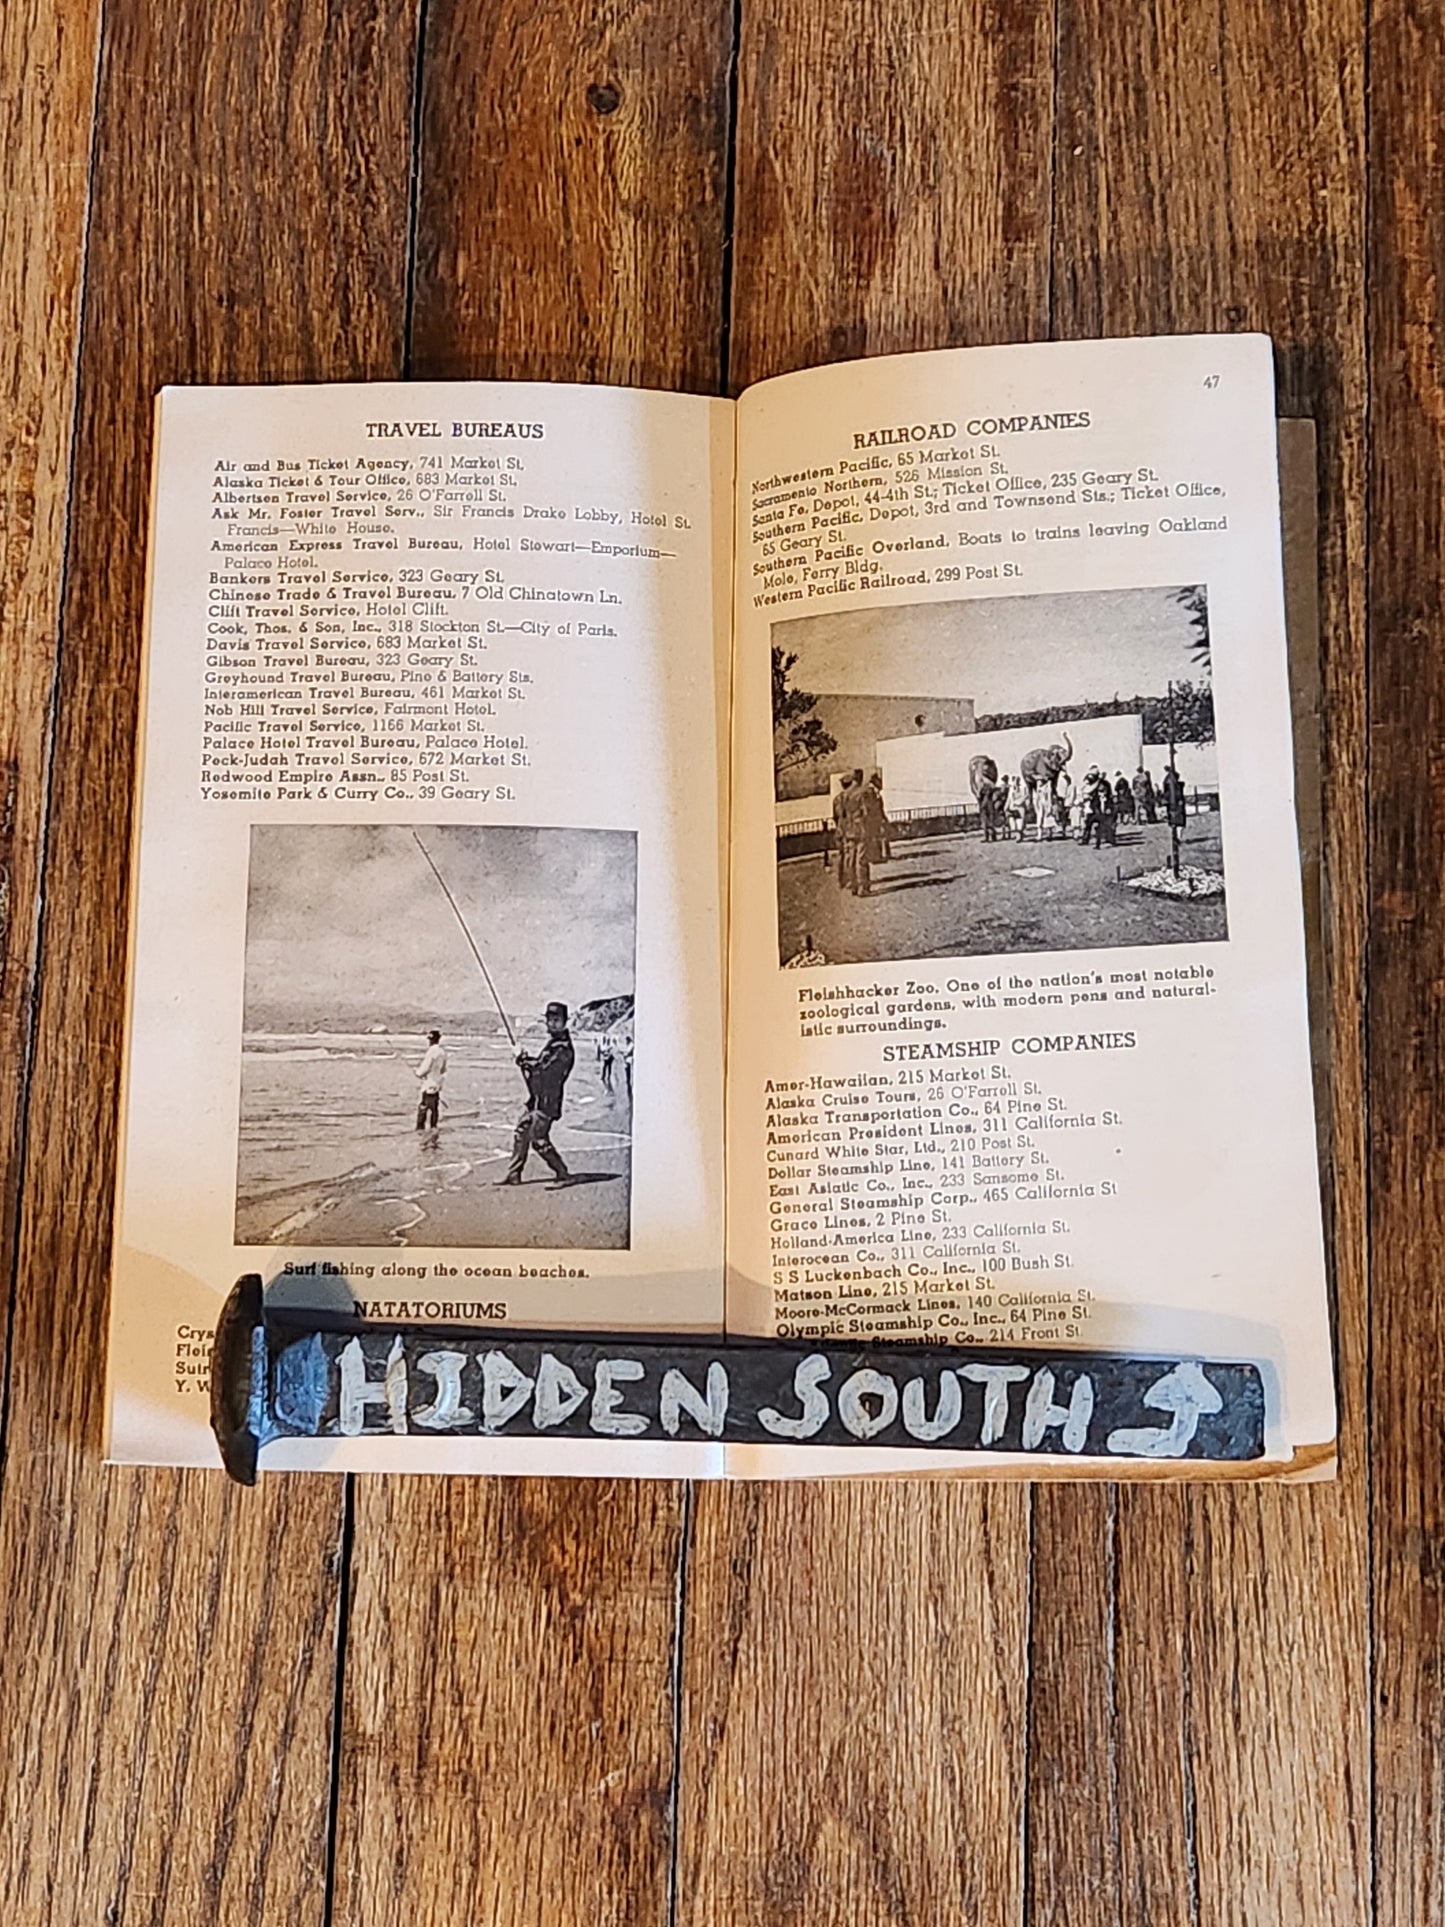 TRAVEL BUREAUS
Air and Bus Ticket Agency, 741 Market St.
Alaska Ticket & Tour Office, 683 Market St.
Albertsen Travel Service, 26 O'Farrell St.
Ask Mr. Foster Travel Serv., Sir Francis Drake Lobby, Hotel St.
Francis—White House.
American Express Travel Bureau, Hotel Stewart—Emporium—
Palace Hotel.
Bankers Travel Service, 323 Geary St.
Chinese Trade & Travel Bureau, 7 Old Chinatown Ln.
Clift Travel Service, Hotel Clift.
Cook, Thos. & Son, Inc., 318 Stockton St.—City of Paris.
Davis Travel Service, 683 Market St.
Gibson Travel Bureau, 323 Geary St.
Greyhound Travel Bureau, Pine & Battery Sts.
Interamerican Travel Bureau, 461 Market St.
Nob Hill Travel Service, Fairmont Hotel.
Pacific Travel Service, 1166 Market St.
Palace Hotel Travel Bureau, Palace Hotel.
Peck-Judah Travel Service, 672 Market St.
Redwood Empire Assn., 85 Post St.
Yosemite Park & Curry Co., 39 Geary St.
Surf fishing along the ocean beaches.
NATATORIUMS
Crys
Fleis
Sutr
Y. W
47
RAILROAD COMPANIES
Northwestern Pacific, 65 Market St.
Sacramento Northern, 526 Mission St.
Santa Fe, Depot, 44-4th St.; Ticket Office, 235 Geary St.
Southern Pacific, Depot, 3rd and Townsend Sts.; Ticket Office,
65 Geary St.
Southern Pacific Overland, Boats to trains leaving Oakland
Mole, Ferry Bldg.
Western Pacific Railroad, 299 Post St.
Fleishhacker Zoo. One of the nation's most notable
zoological gardens, with modern pens and natural-
istic surroundings.
STEAMSHIP COMPANIES
Amer-Hawaiian, 215 Market St.
Alaska Cruise Tours, 26 O'Farrell St.
Alaska Transportation Co., 64 Pine St.
American President Lines, 311 California St.
Cunard White Star, Ltd., 210 Post St.
Dollar Steamship Line, 141 Battery St.
East Asiatic Co., Inc., 233 Sansome St.
General Steamship Corp., 465 California St
Grace Lines, 2 Pine St.
Holland-America Line, 233 California St.
Interocean Co., 311 California St.
S S Luckenbach Co., Inc., 100 Bush St.
Matson Line, 215 Market St.
Moore-McCormack Lines, 140 California St.
Olympic Steamship Co., Inc., 64 Pine St.
Steamship Co., 214 Front St.
HIDDEN SOUTH